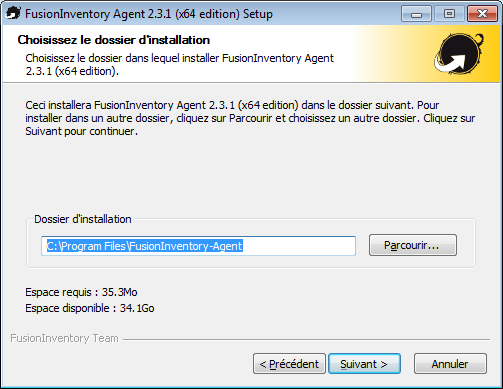 FusionInventory Agent 2.3.1 (x64 edition) Setup
Choisissez le dossier d'installation
Choisissez le dossier dans lequel installer FusionInventory Agent
2.3.1 (x64 edition).
Ceci installera FusionInventory Agent 2.3.1 (x64 edition) dans le dossier suivant. Pour
installer dans un autre dossier, cliquez sur Parcourir et choisissez un autre dossier. Cliquez sur
Suivant pour continuer.
Dossier d'installation
C:\Program Files\FusionInventory-Agent
Parcourir...
Espace requis : 35.3Mo
Espace disponible : 34.1Go
FusionInventory Team
< Précédent
Suivant >
Annuler